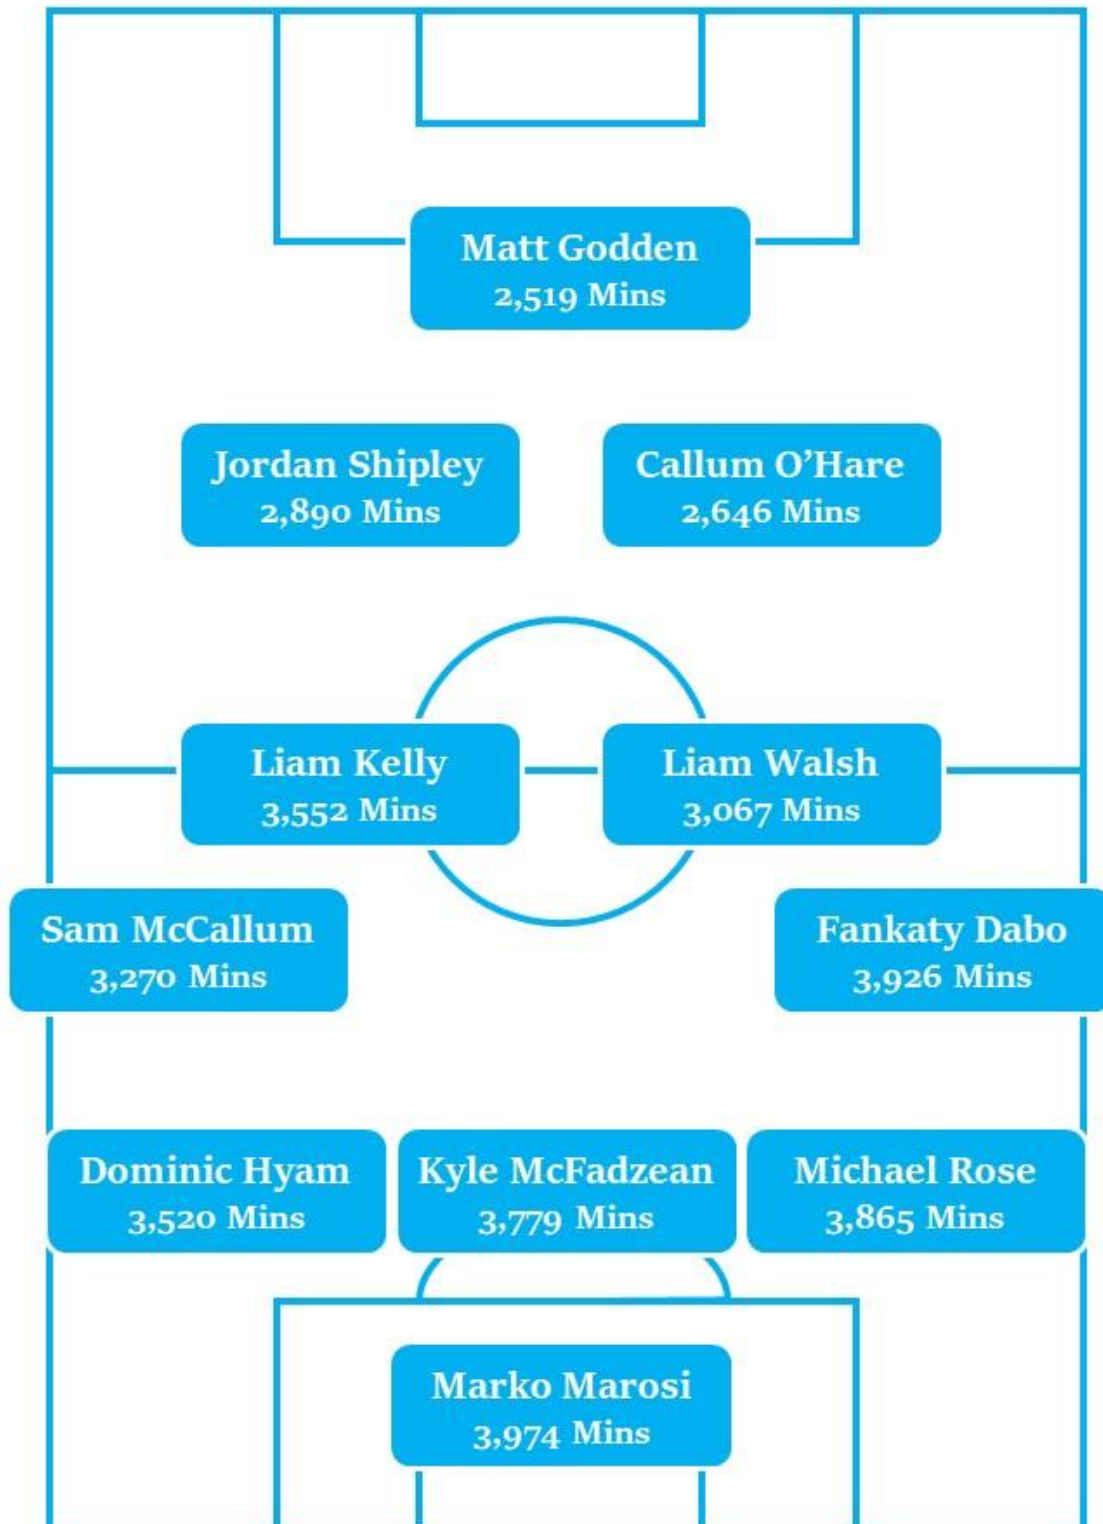 Matt Godden
2,519 Mins
Jordan Shipley
2,890 Mins
Callum O’Hare
2,646 Mins
Liam Kelly
3,552 Mins
Liam Walsh
3,067 Mins
Sam McCallum
3,270 Mins
Fankaty Dabo
3,926 Mins
Dominic Hyam
3,520 Mins
Kyle McFadzean
3,779 Mins
Michael Rose
3,865 Mins
Marko Marosi
3,974 Mins